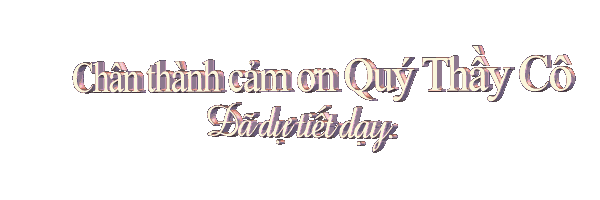 Chân thành cảm ơn Quý Thầy Cô
Đã dự tiết dạy.